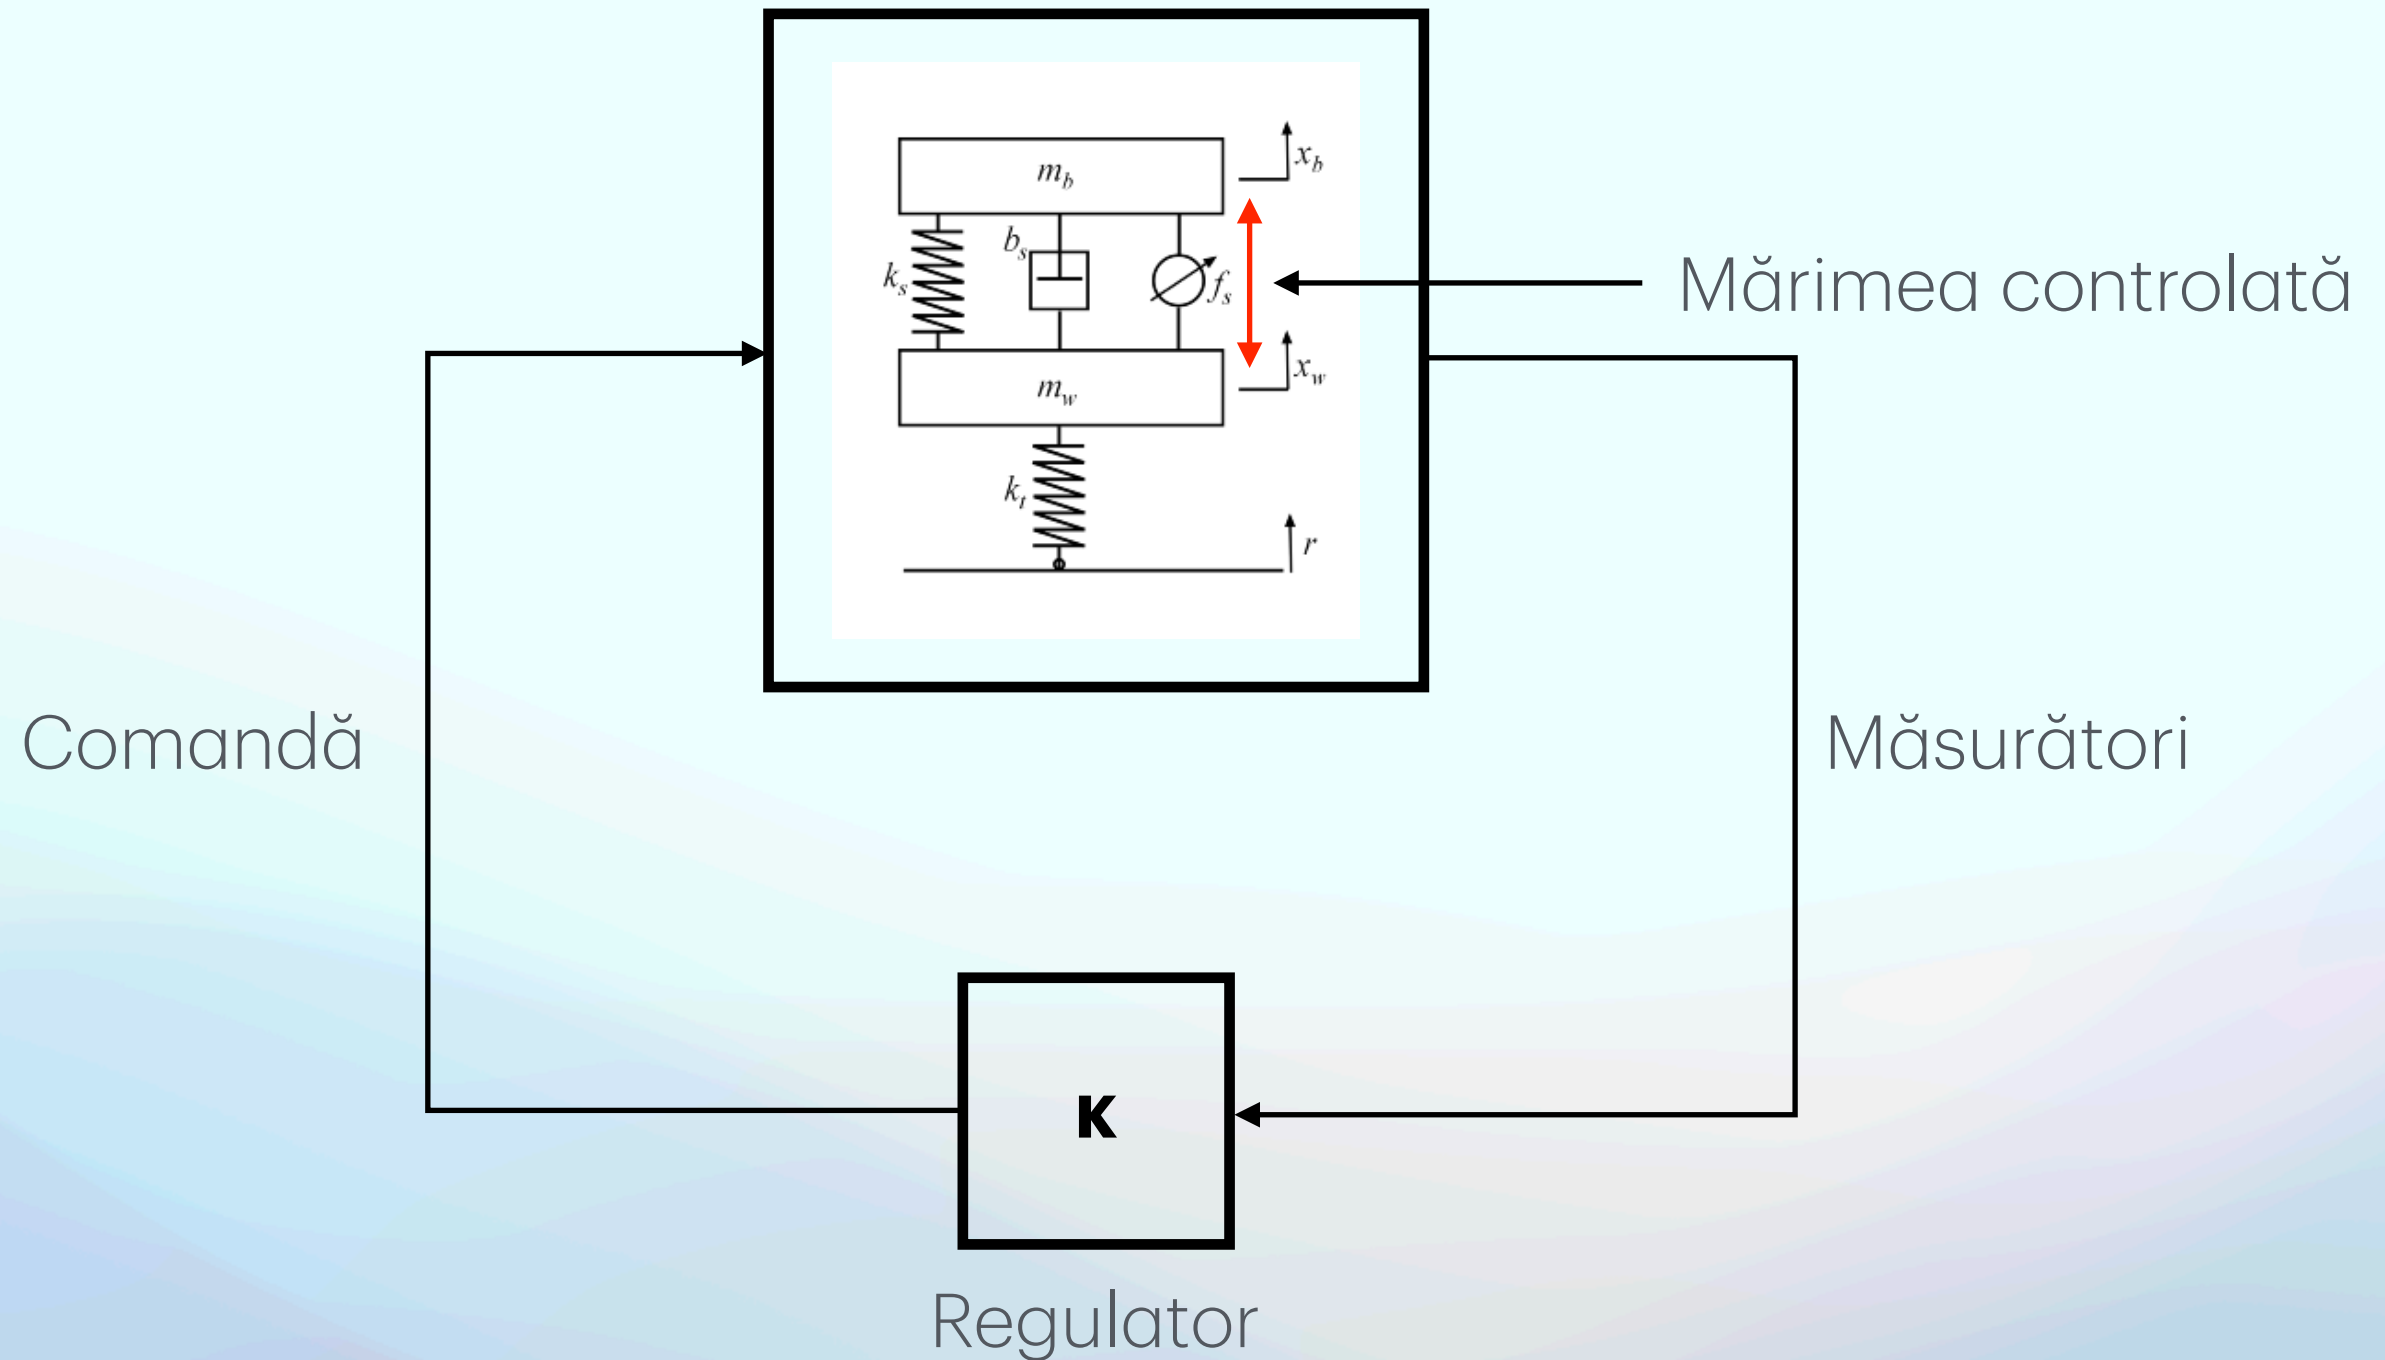 m_b
x_b
b_s
k_s
f_s
Mărimea controlată
m_w
x_w
k_t
r
Comandă
Măsurători
K
Regulator